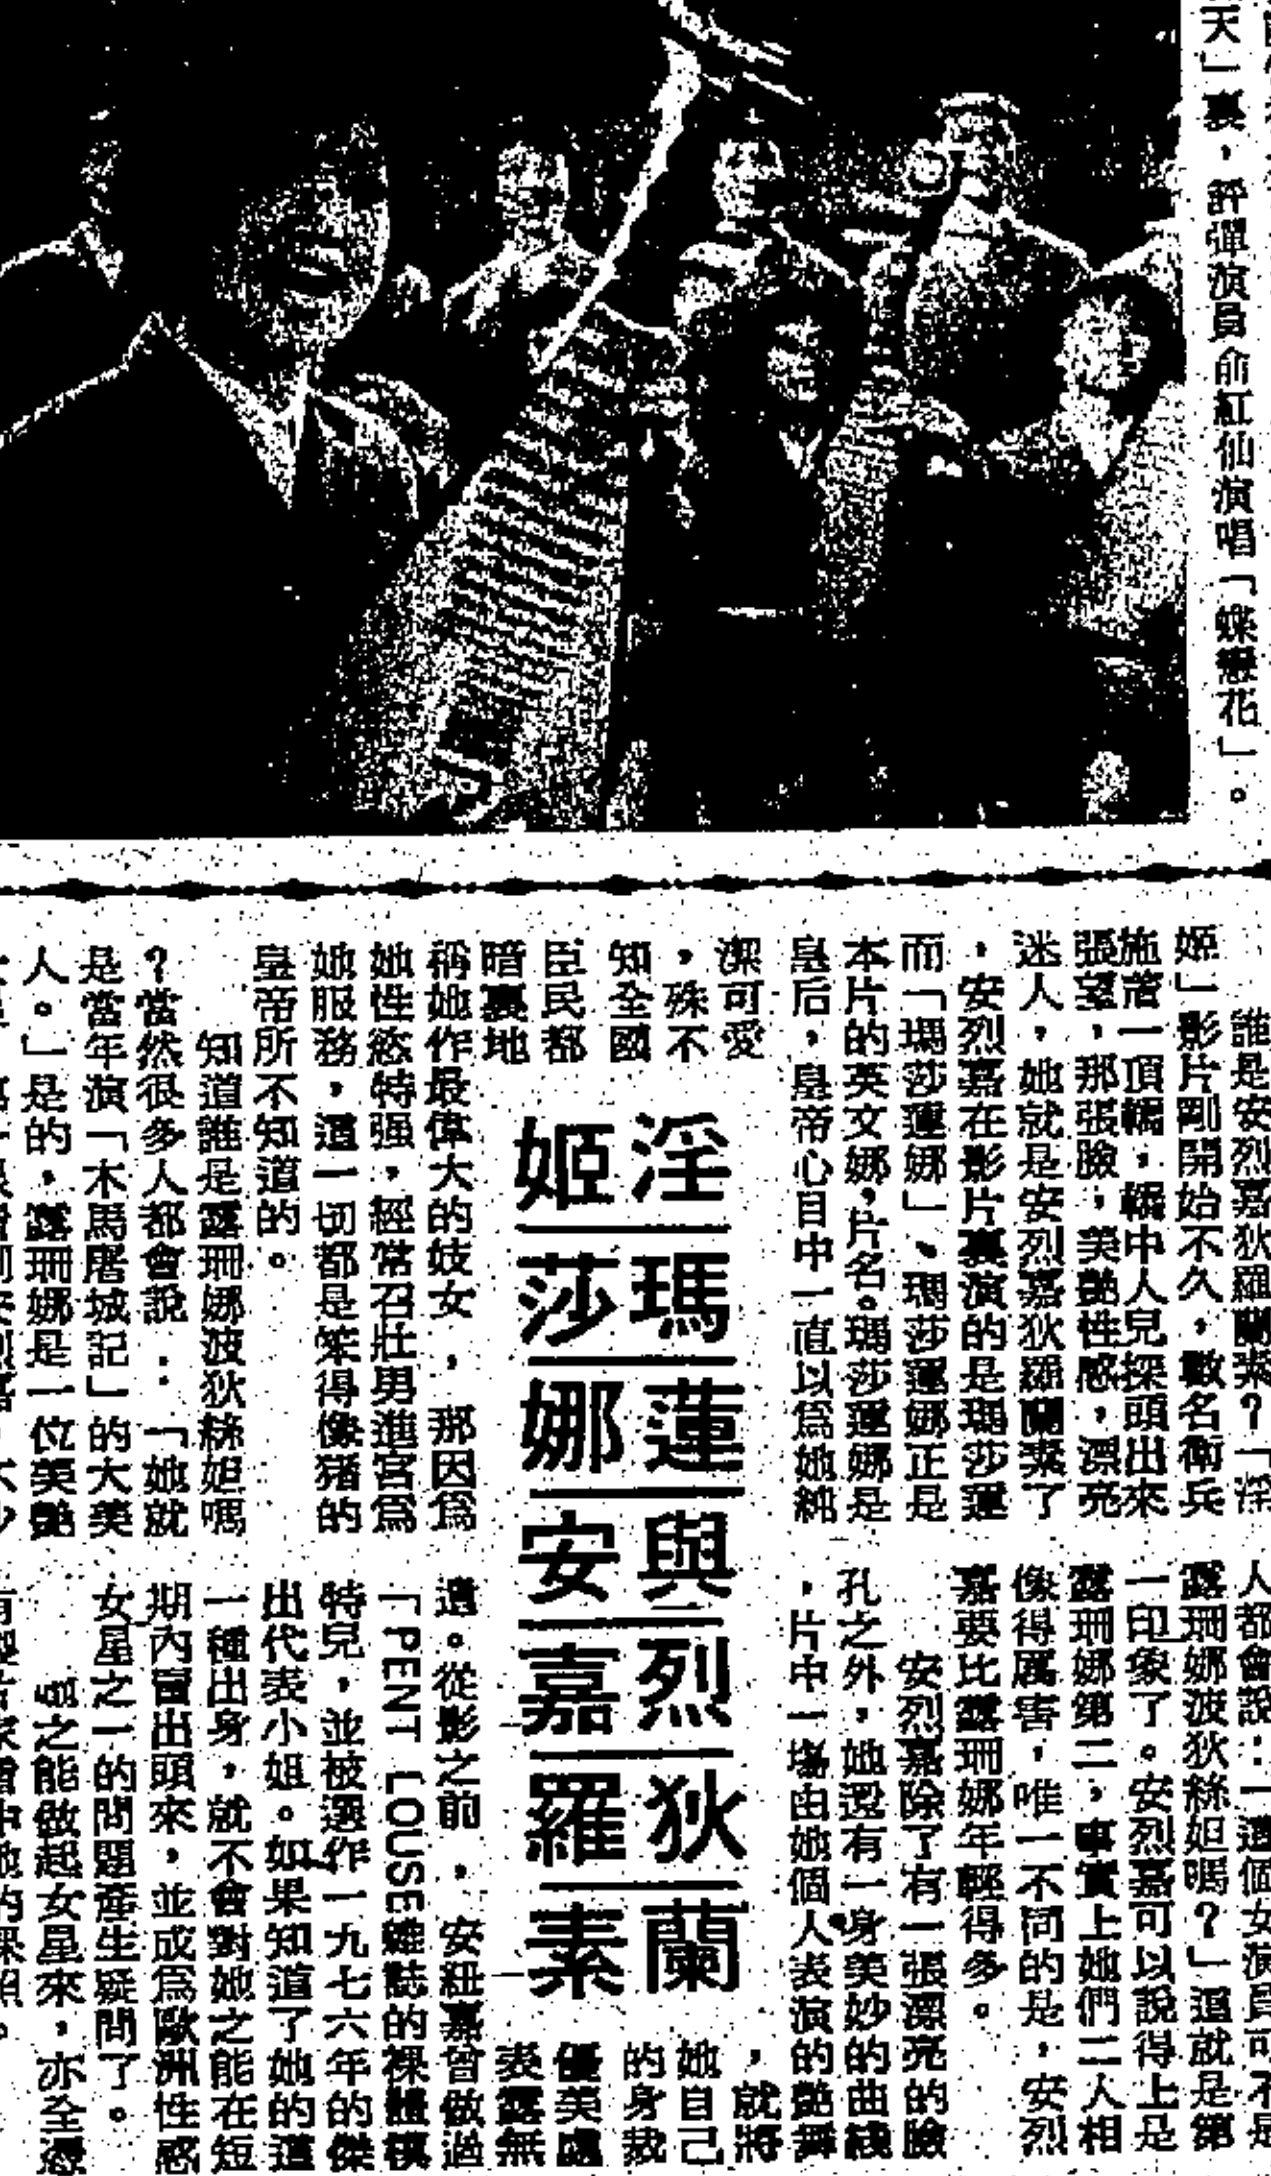 天」裏，評彈演員俞紅仙演唱「蝶戀花」。
淫瑪蓮與烈狄蘭
姬莎娜安嘉羅素
誰是安烈嘉狄羅蘭素？「淫
姬」影片剛開始不久，數名衛兵
施著一頂轎，轎中人兒探頭出來
張望，那張臉，美艷性感，漂亮
迷人，她就是安烈嘉狄羅蘭素了
，安烈嘉在影片裏演的是瑪莎蓮
而「瑪莎蓮娜」、瑪莎蓮娜正是
本片的英文娜，片名。瑪莎蓮娜是
皇后，皇帝心目中一直以為她純
潔可愛
，殊不
知全國
臣民都
暗裏地
稱她作最偉大的妓女，那因為
她性慾特强，經常召壯男進宮為
她服務，這一切都是笨得像猪的
皇帝所不知道的。
知道誰是露珊娜波狄絲妲嗎
？當然很多人都會說：「她就
是當年演「木馬屠城記」的大美
人。」是的，露珊娜是一位美艷
人都會說：「這個女演員可不是
露珊娜波狄絲妲嗎？」這就是第
一印象了。安烈嘉可以說得上是
露珊娜第二，事實上她們二人相
像得厲害，唯一不同的是，安烈
嘉要比露珊娜年輕得多。
安烈嘉除了有一張漂亮的臉
孔之外，她還有一身美妙的曲綫
，片中一塲由她個人表演的艷舞
，就將
她自己
的身裁
優美處
表露無
遺。從影之前，安紐嘉曾做過
「PENT LOUSE雜誌的裸體模
特兒，並被選作一九七六年的傑
出代表小姐。如果知道了她的這
一種出身，就不會對她之能在短
期內冒出頭來，並成為歐洲性感
女星之一的問題產生疑問了。
她之能做起女星來，亦全憑